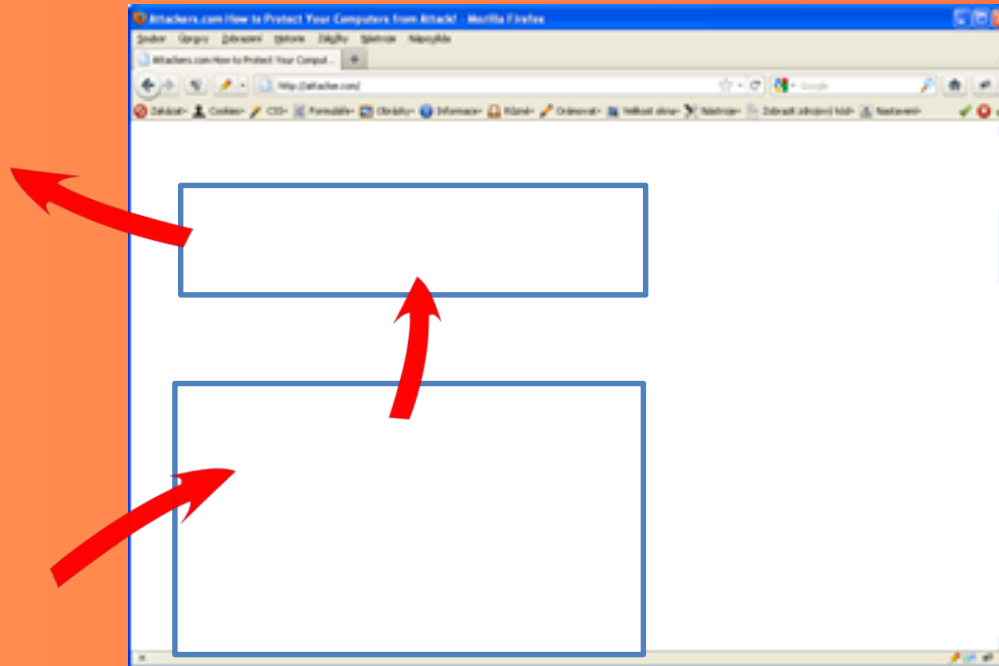 Attackers.com How to Protect Your Computers from Attack! - Mozilla Firefox
Soubor Úpravy Zobrazení Historie Záložky Nástroje Nápověda
Attackers.com How to Protect Your Comput...
http://attacker.com/
Google
Zakázat Cookies CSS Formuláře Obrázky Informace Různé Orámovat Velikost okna Nástroje Zobrazit zdrojový kód Nastavení